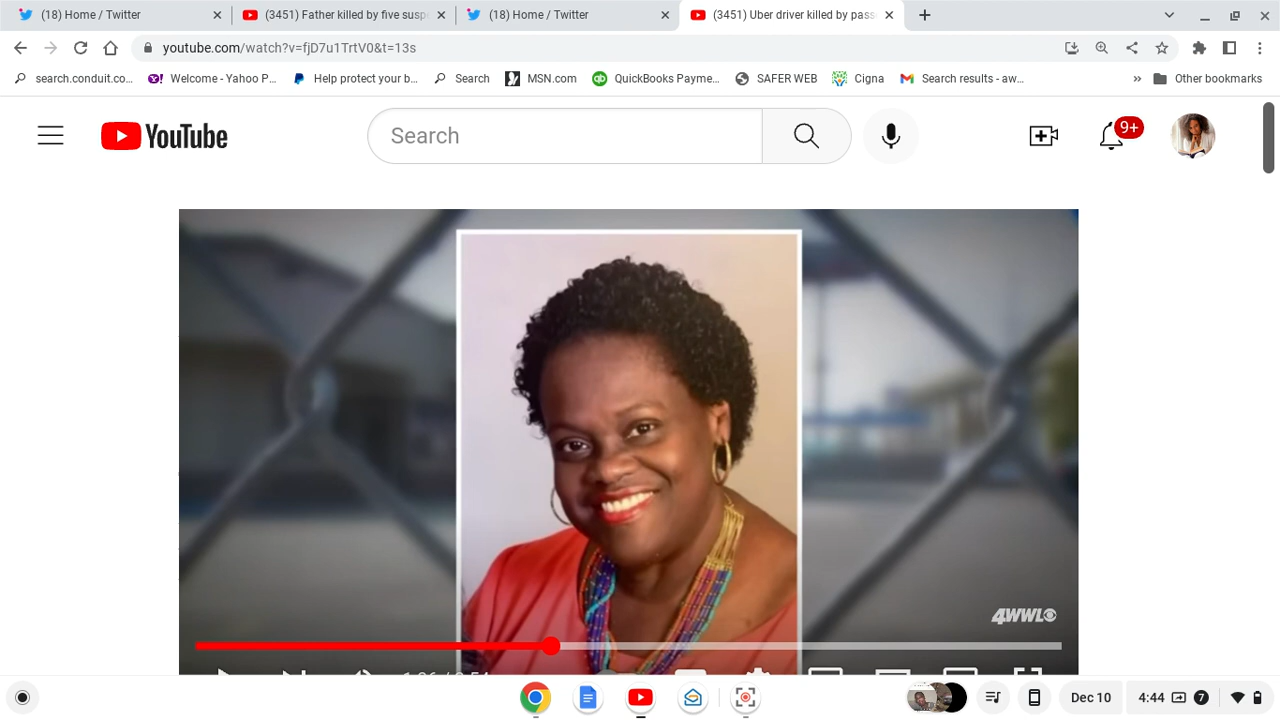 (18) Home / Twitter
(3451) Father killed by five susp
(18) Home / Twitter
(3451) Uber driver killed by pass
youtube.com/watch?v=fjD7u1TrtV0&t=13s
search.conduit.co...
Welcome - Yahoo P...
Help protect your b...
Search
MSN.com
QuickBooks Payme...
SAFER WEB
Cigna
Search results - aw...
» Other bookmarks
YouTube
Search
9+
4WWL
Dec 10
4:44
7